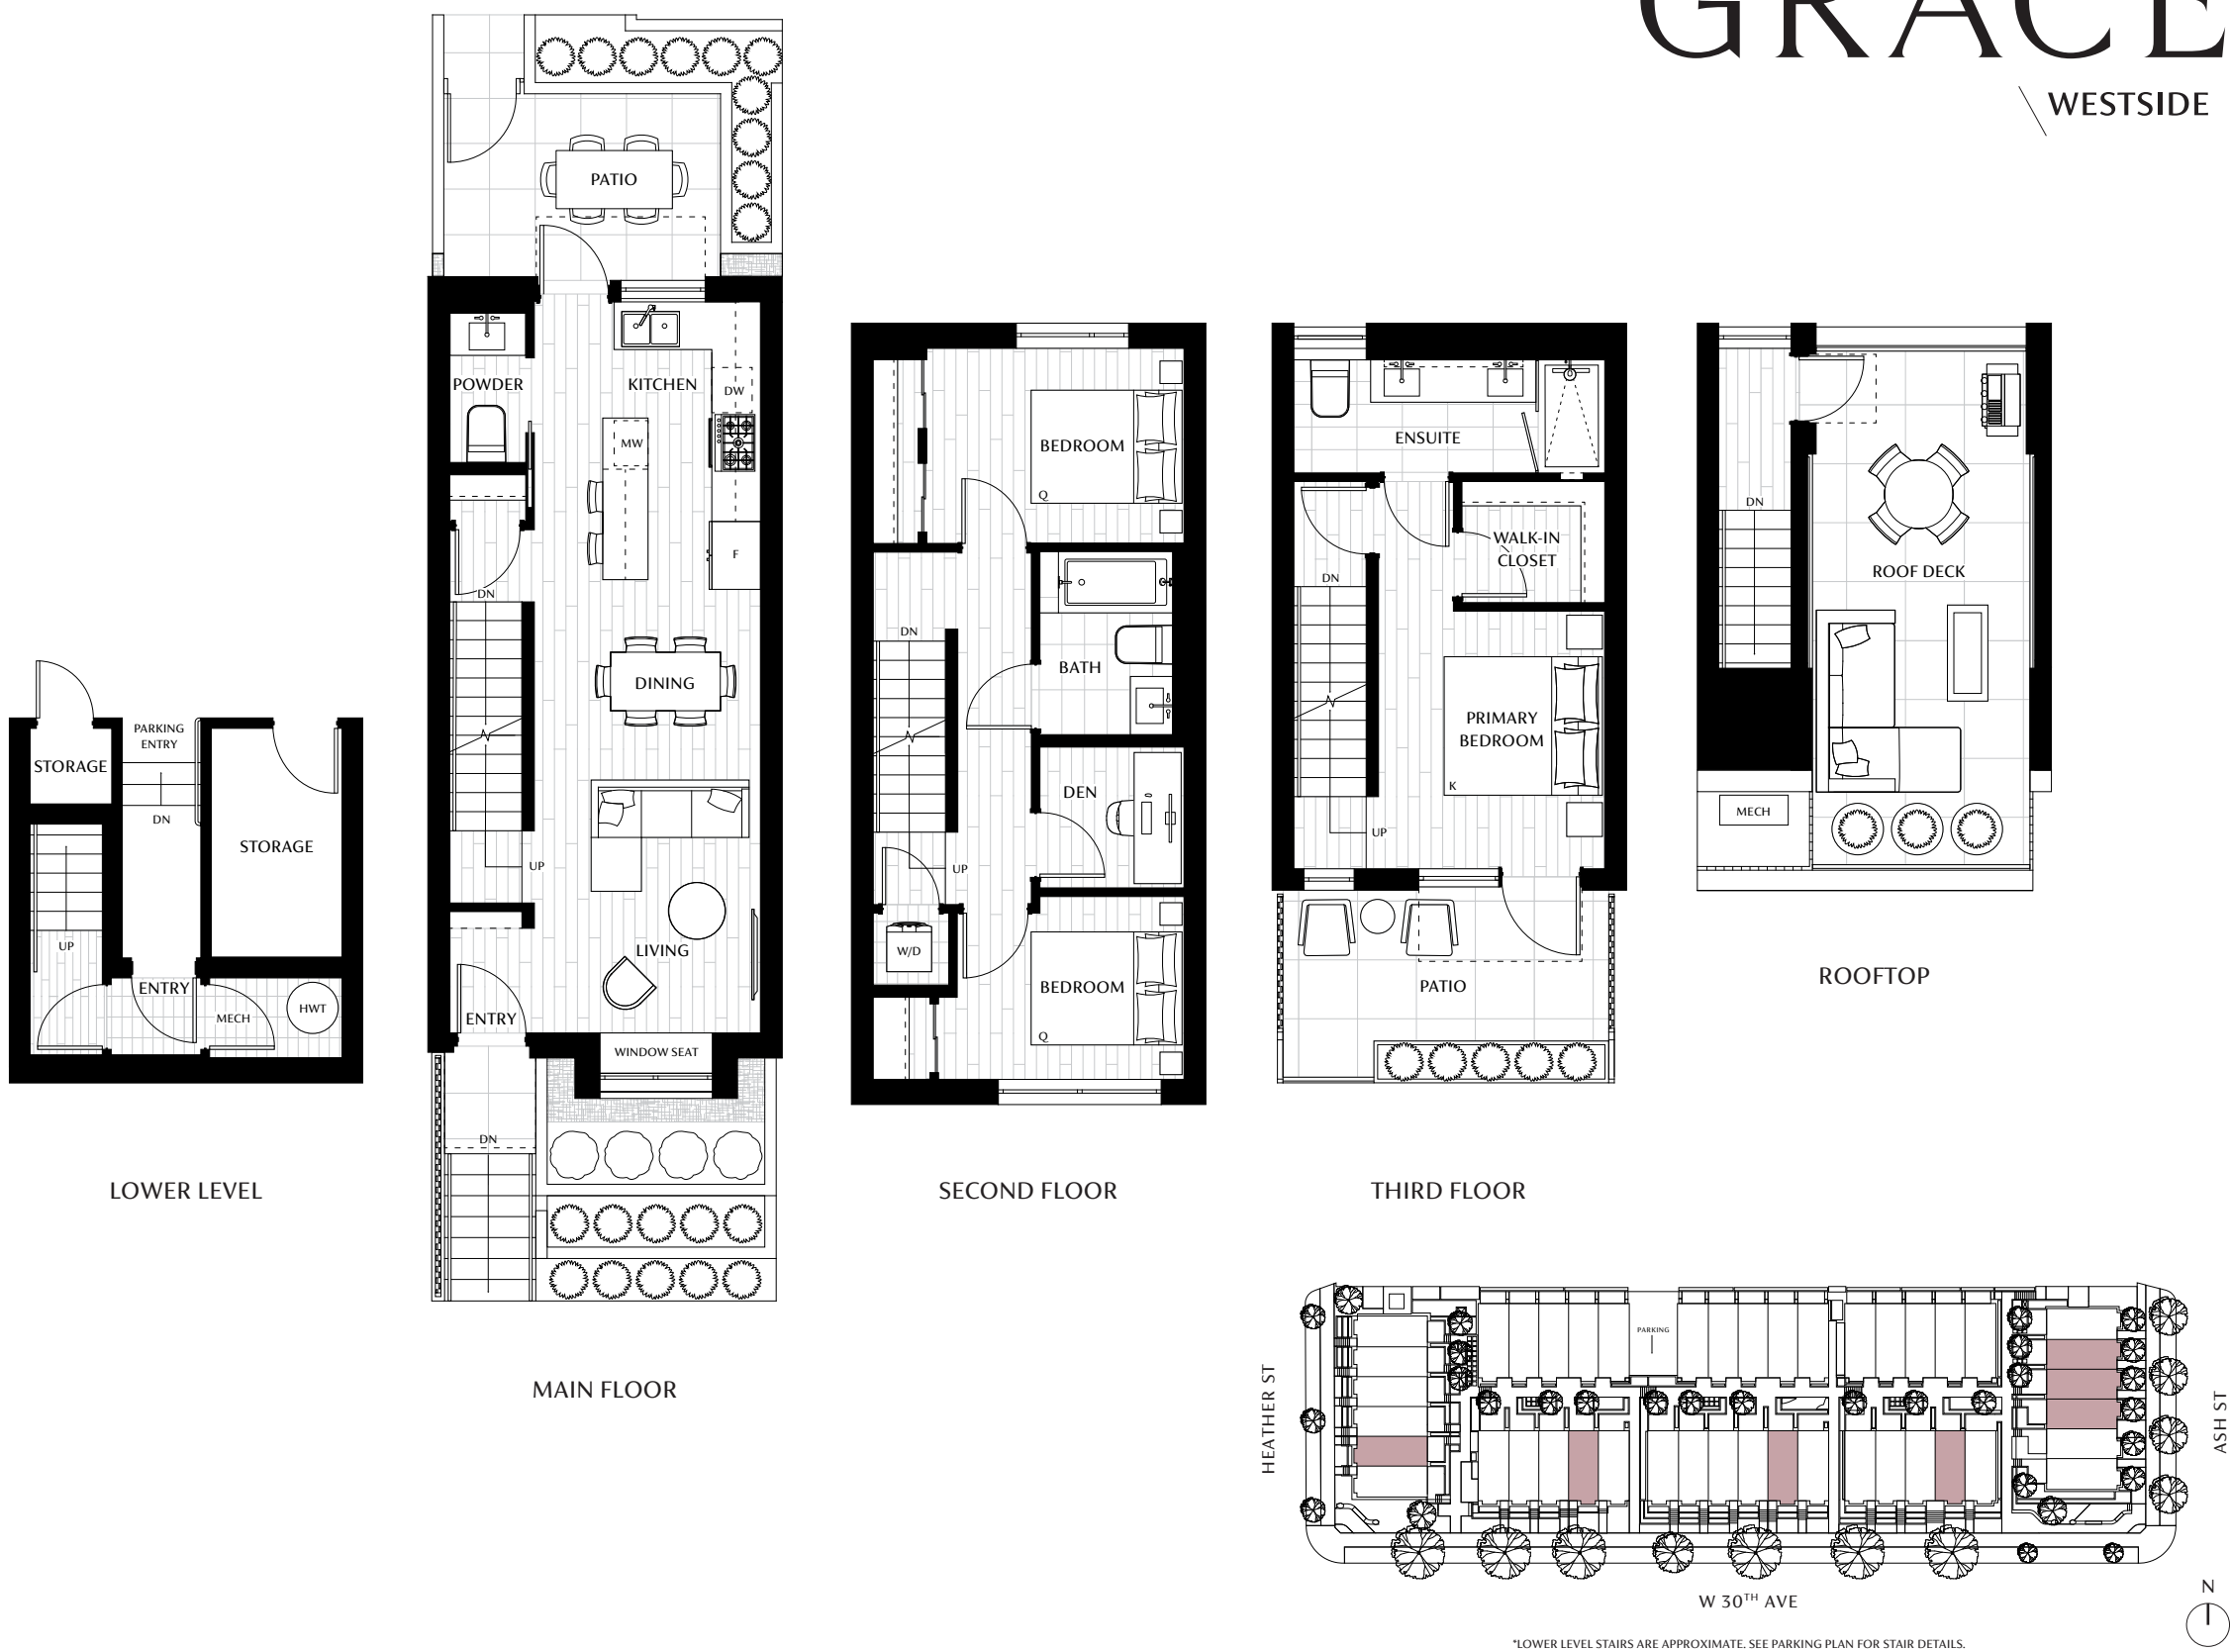 GRACE
WESTSIDE
STORAGE
PARKING
ENTRY
DN
STORAGE
UP
ENTRY
MECH
HWT
LOWER LEVEL
PATIO
POWDER
KITCHEN
DW
MW
F
DN
DINING
UP
LIVING
ENTRY
WINDOW SEAT
DN
MAIN FLOOR
BEDROOM
Q
DN
BATH
DEN
UP
W/D
BEDROOM
Q
SECOND FLOOR
ENSUITE
WALK-IN
CLOSET
DN
PRIMARY
BEDROOM
K
UP
PATIO
THIRD FLOOR
DN
ROOF DECK
MECH
ROOFTOP
PARKING
HEATHER ST
ASH ST
W 30TH AVE
N
*LOWER LEVEL STAIRS ARE APPROXIMATE. SEE PARKING PLAN FOR STAIR DETAILS.